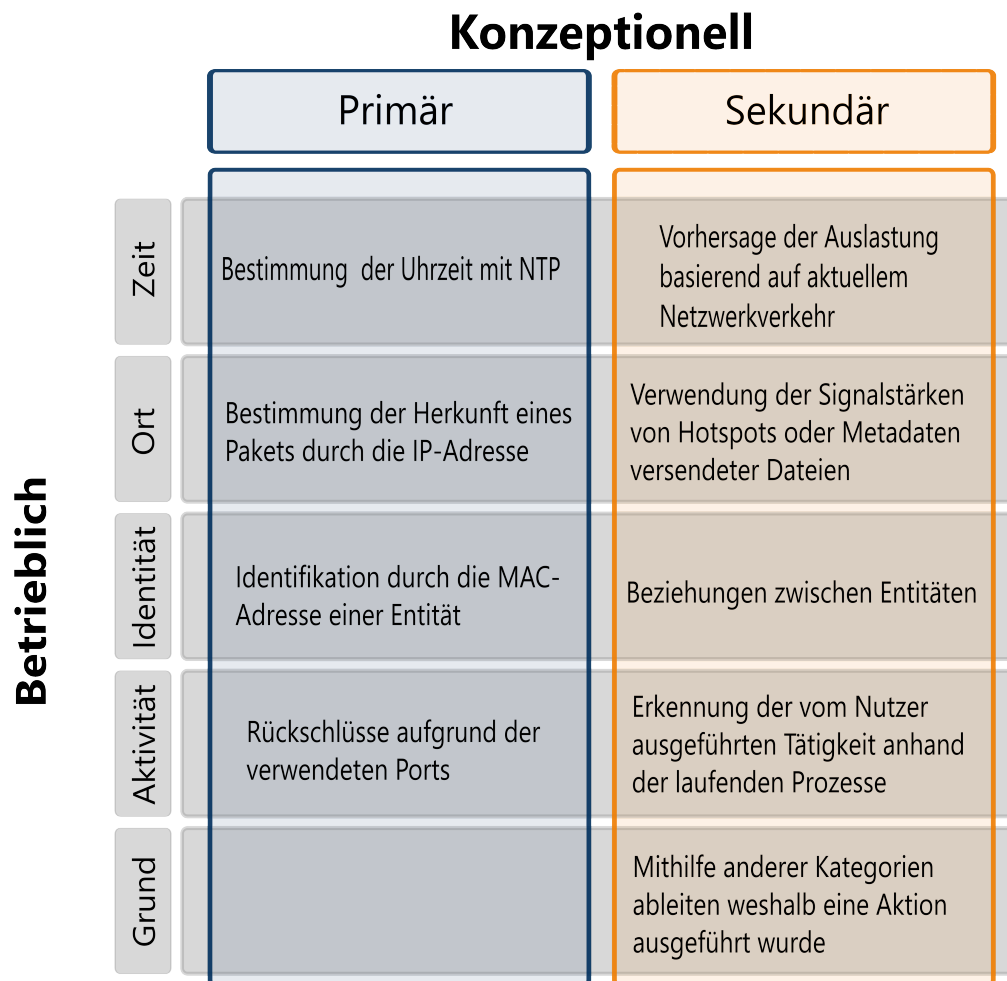 Konzeptionell
Primär
Sekundär
Betrieblich
Zeit
Bestimmung der Uhrzeit mit NTP
Vorhersage der Auslastung
basierend auf aktuellem
Netzwerkverkehr
Ort
Bestimmung der Herkunft eines
Pakets durch die IP-Adresse
Verwendung der Signalstärken
von Hotspots oder Metadaten
versendeter Dateien
Identität
Identifikation durch die MAC-
Adresse einer Entität
Beziehungen zwischen Entitäten
Aktivität
Rückschlüsse aufgrund der
verwendeten Ports
Erkennung der vom Nutzer
ausgeführten Tätigkeit anhand
der laufenden Prozesse
Grund
Mithilfe anderer Kategorien
ableiten weshalb eine Aktion
ausgeführt wurde